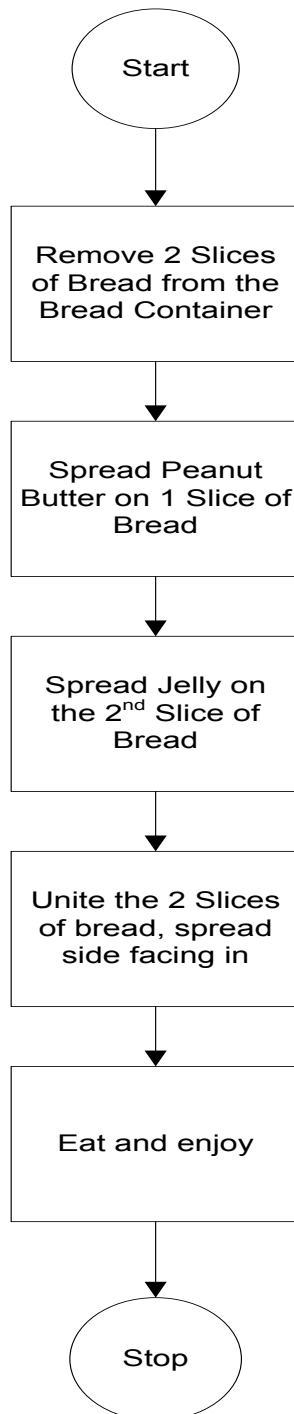 Start
Remove 2 Slices
of Bread from the
Bread Container
Spread Peanut
Butter on 1 Slice of
Bread
Spread Jelly on
the 2nd Slice of
Bread
Unite the 2 Slices
of bread, spread
side facing in
Eat and enjoy
Stop